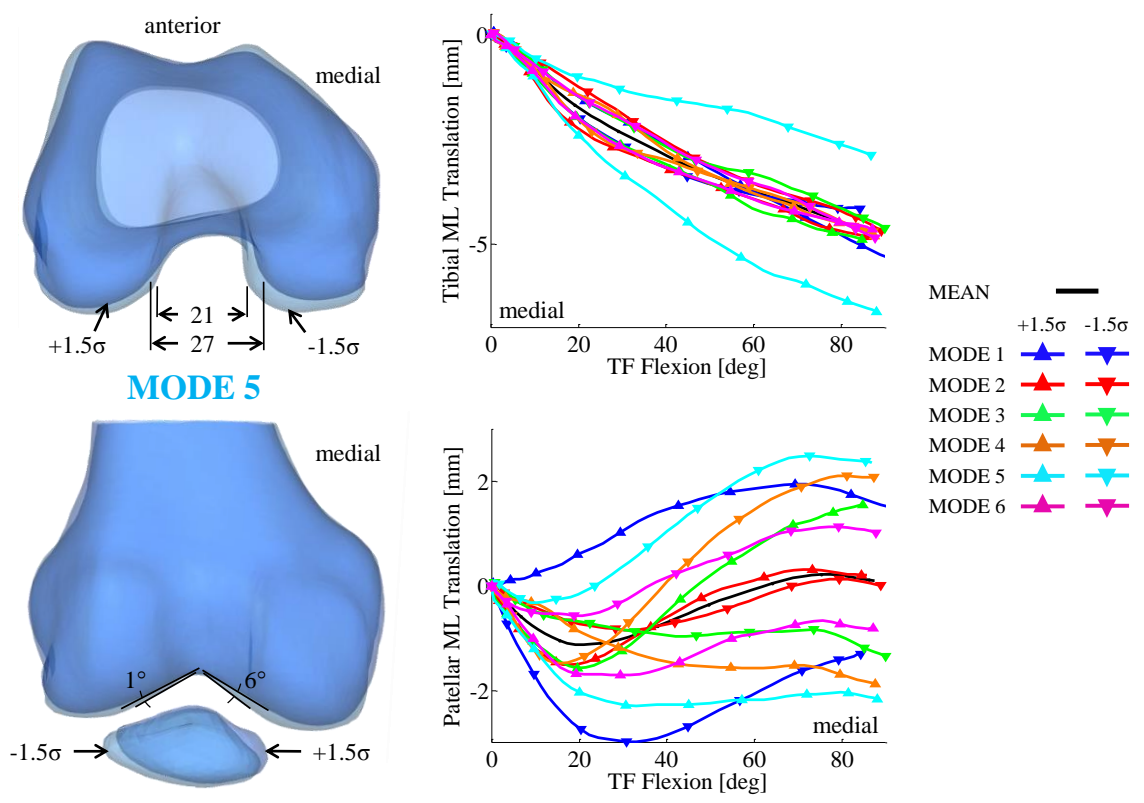 anterior
medial
21
27
+1.5σ
-1.5σ
MODE 5
medial
1°
6°
-1.5σ
+1.5σ
Tibial ML Translation [mm]
0
-5
medial
0
20
40
60
80
TF Flexion [deg]
Patellar ML Translation [mm]
2
0
-2
medial
0
20
40
60
80
TF Flexion [deg]
MEAN
+1.5σ -1.5σ
MODE 1
MODE 2
MODE 3
MODE 4
MODE 5
MODE 6